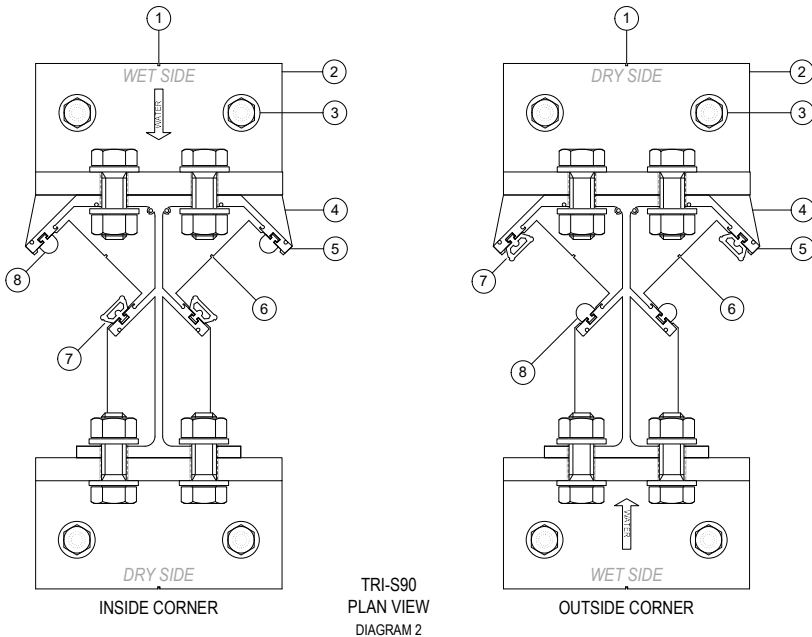 1
1
WET SIDE
2
DRY SIDE
2
WATER
3
3
4
4
5
5
8
7
6
6
7
8
WATER
DRY SIDE
WET SIDE
INSIDE CORNER
TRI-S90
PLAN VIEW
DIAGRAM 2
OUTSIDE CORNER